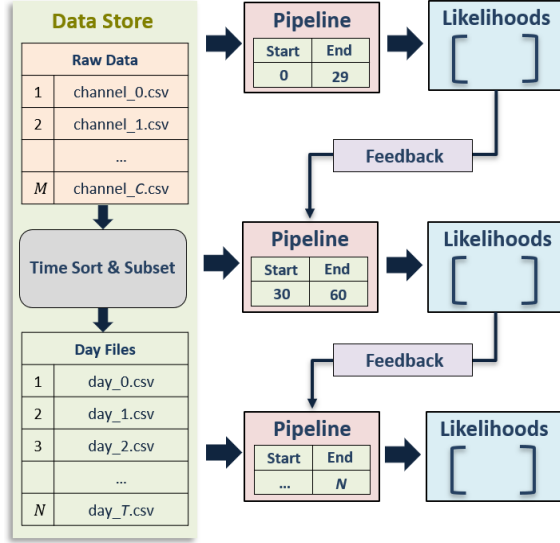 Data Store
Raw Data
1 channel_0.csv
2 channel_1.csv
...
M channel_C.csv
Time Sort & Subset
Day Files
1 day_0.csv
2 day_1.csv
3 day_2.csv
...
N day_T.csv
Pipeline
Start End
0 29
Likelihoods
[ ]
Feedback
Pipeline
Start End
30 60
Likelihoods
[ ]
Feedback
Pipeline
Start End
... N
Likelihoods
[ ]